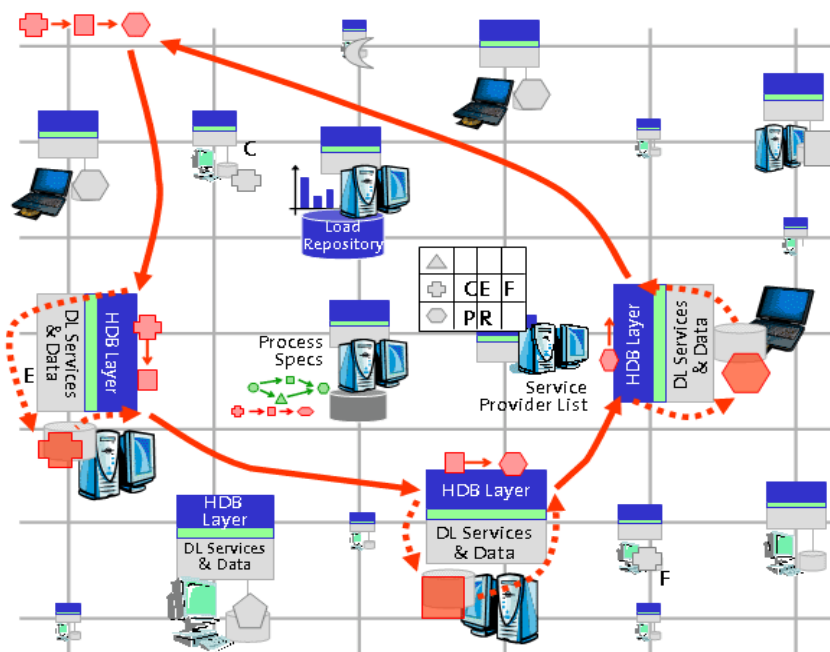 C
Load
Repository
CE F
PR
HDB Layer
DL Services
& Data
E
Process
Specs
Service
Provider List
HDB Layer
DL Services
& Data
HDB Layer
DL Services
& Data
HDB
Layer
DL Services
& Data
F